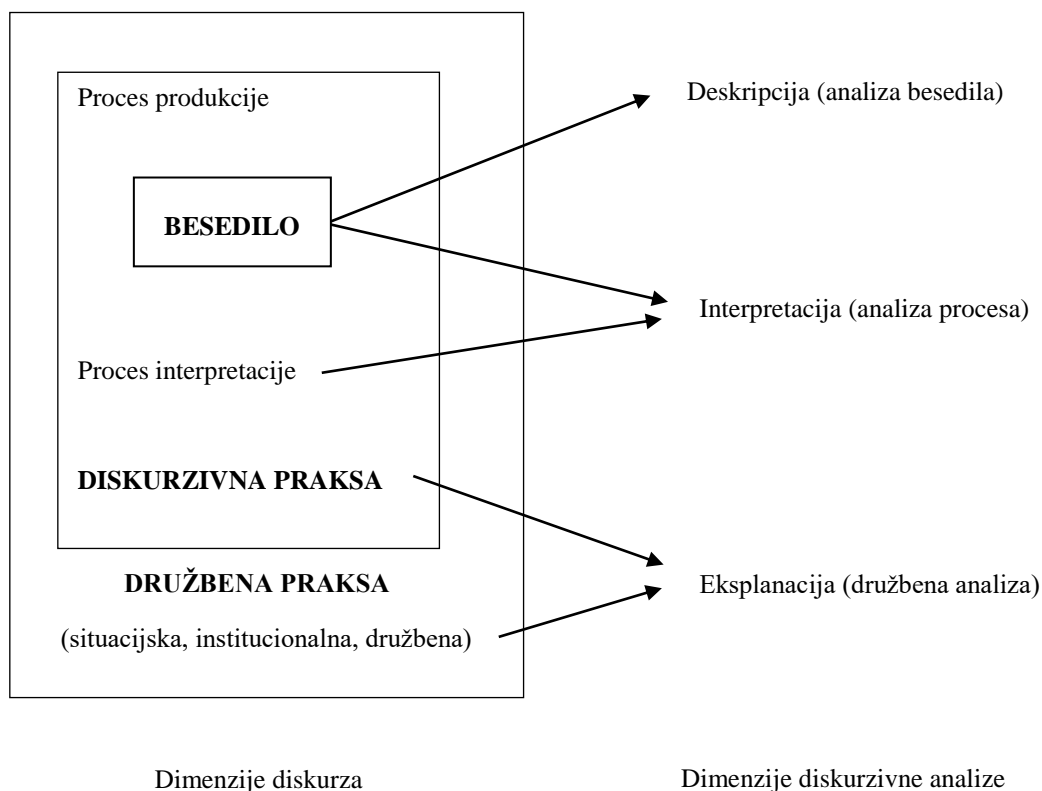 Proces produkcije
Deskripcija (analiza besedila)
BESEDILO
Interpretacija (analiza procesa)
Proces interpretacije
DISKURZIVNA PRAKSA
DRUŽBENA PRAKSA
Eksplanacija (družbena analiza)
(situacijska, institucionalna, družbena)
Dimenzije diskurza
Dimenzije diskurzivne analize